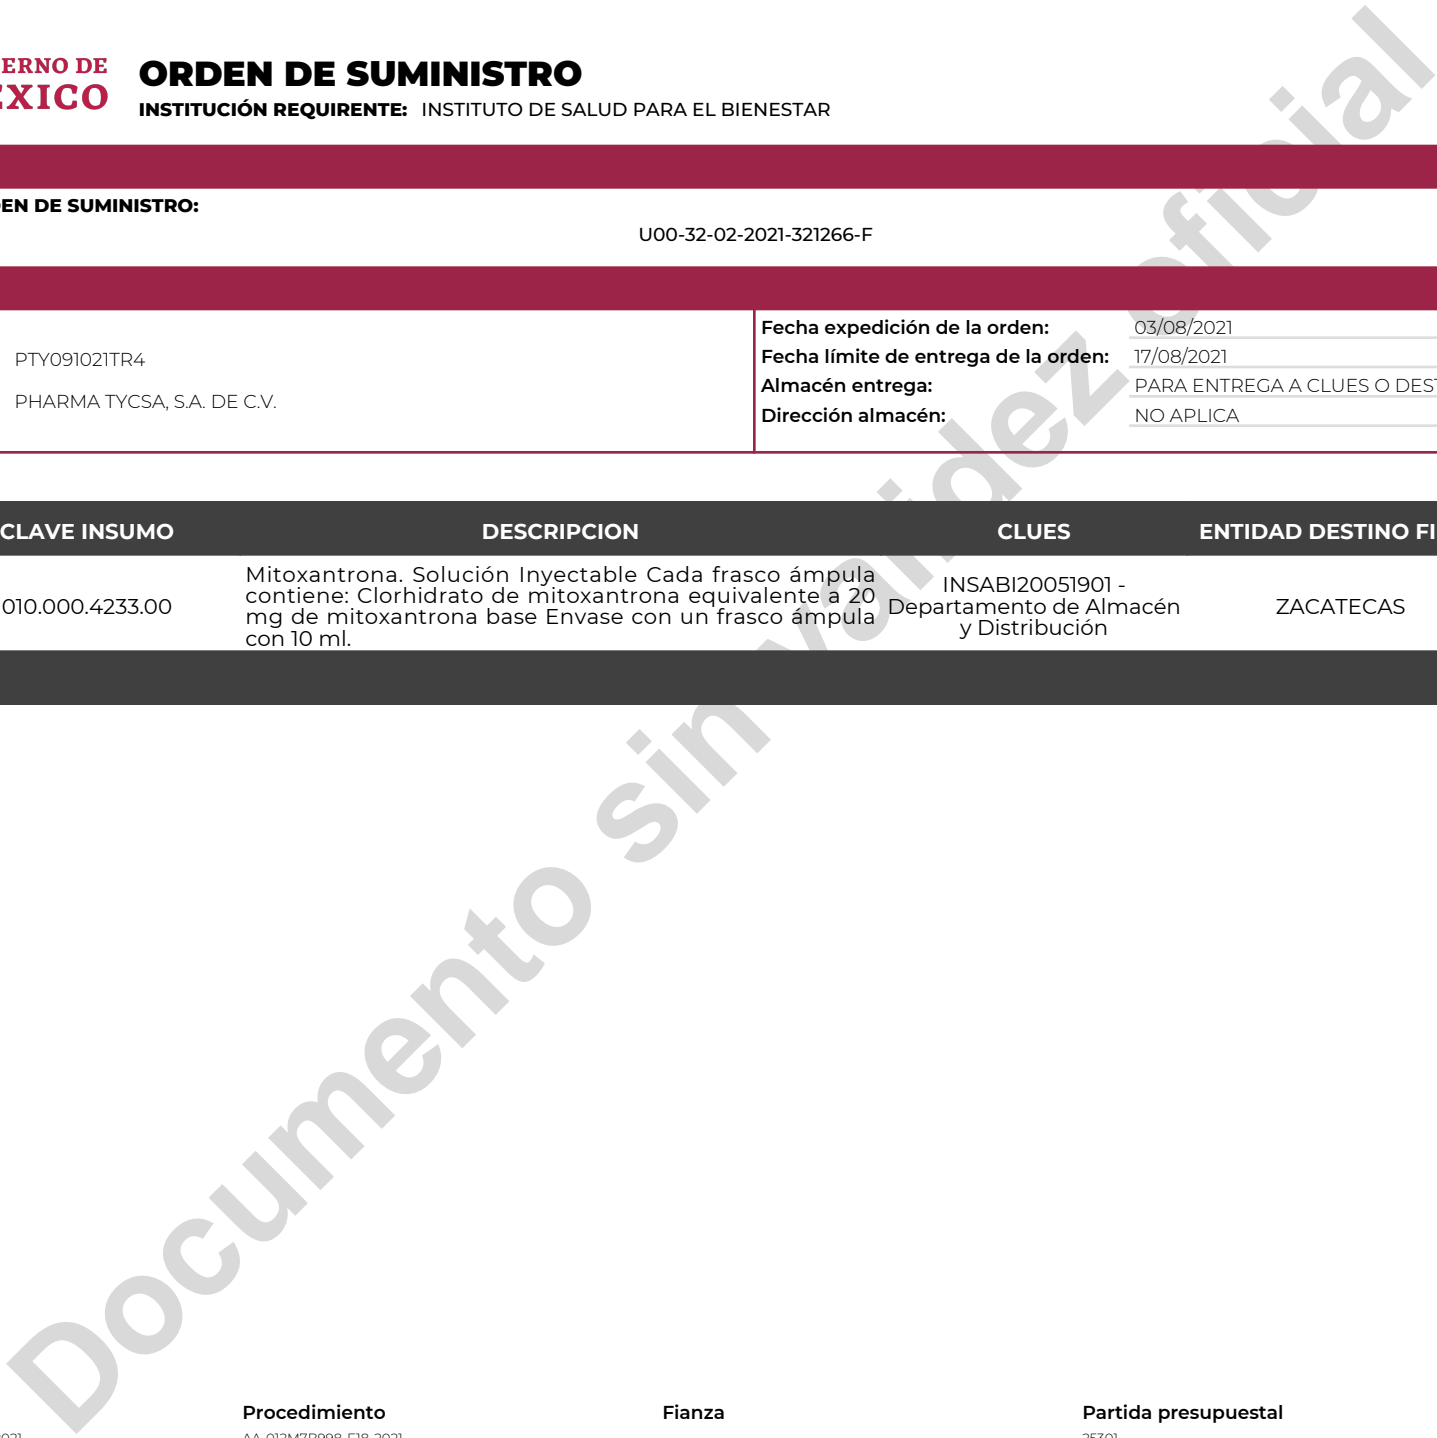 ERNO DE
EXICO
ORDEN DE SUMINISTRO
INSTITUCIÓN REQUIRENTE: INSTITUTO DE SALUD PARA EL BIENESTAR
EN DE SUMINISTRO:
U00-32-02-2021-321266-F
PTY091021TR4
PHARMA TYCSA, S.A. DE C.V.
Fecha expedición de la orden: 03/08/2021
Fecha límite de entrega de la orden: 17/08/2021
Almacén entrega: PARA ENTREGA A CLUES O DEST
Dirección almacén: NO APLICA
CLAVE INSUMO DESCRIPCION CLUES ENTIDAD DESTINO FI
010.000.4233.00
Mitoxantrona. Solución Inyectable Cada frasco ámpula
contiene: Clorhidrato de mitoxantrona equivalente a 20
mg de mitoxantrona base Envase con un frasco ámpula
con 10 ml.
INSABI20051901 -
Departamento de Almacén
y Distribución
ZACATECAS
Documento sin validez oficial
Procedimiento Fianza Partida presupuestal